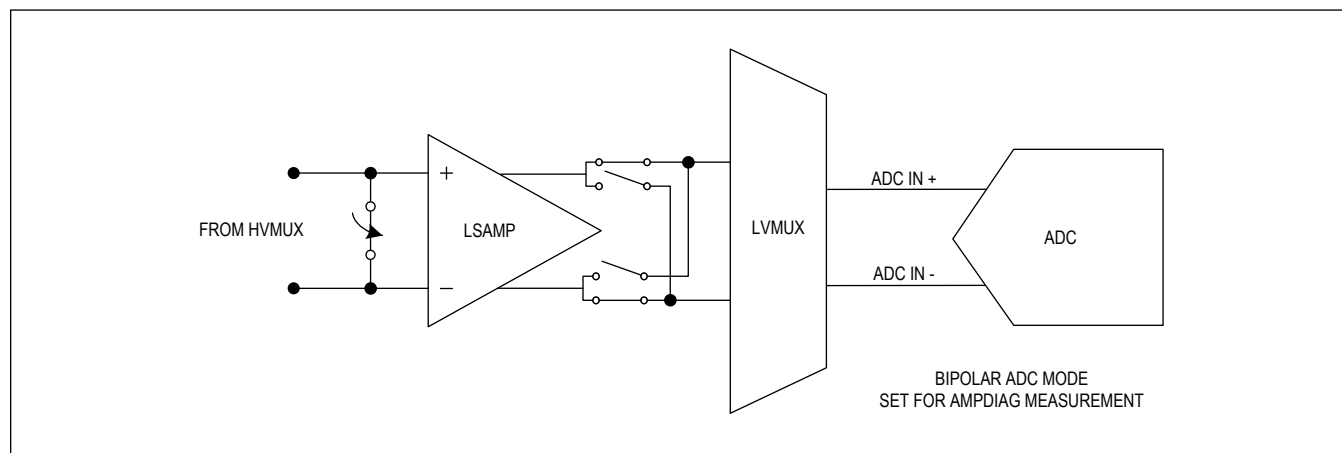 FROM HVMUX
+
−
LSAMP
LVMUX
ADC IN +
ADC IN -
ADC
BIPOLAR ADC MODE
SET FOR AMPDIAG MEASUREMENT